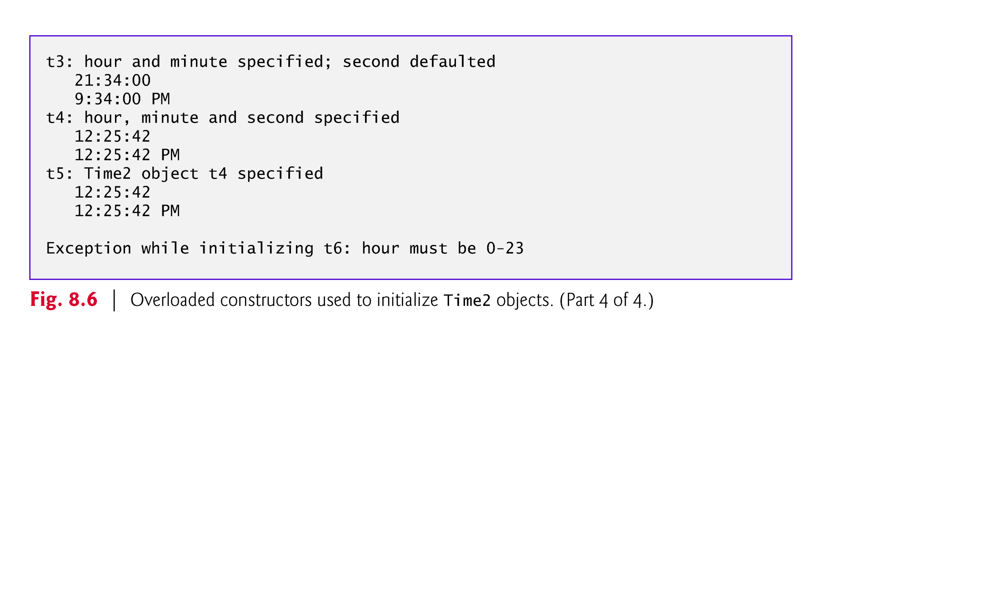 t3: hour and minute specified; second defaulted
   21:34:00
   9:34:00 PM
t4: hour, minute and second specified
   12:25:42
   12:25:42 PM
t5: Time2 object t4 specified
   12:25:42
   12:25:42 PM

Exception while initializing t6: hour must be 0-23
Fig. 8.6 | Overloaded constructors used to initialize Time2 objects. (Part 4 of 4.)